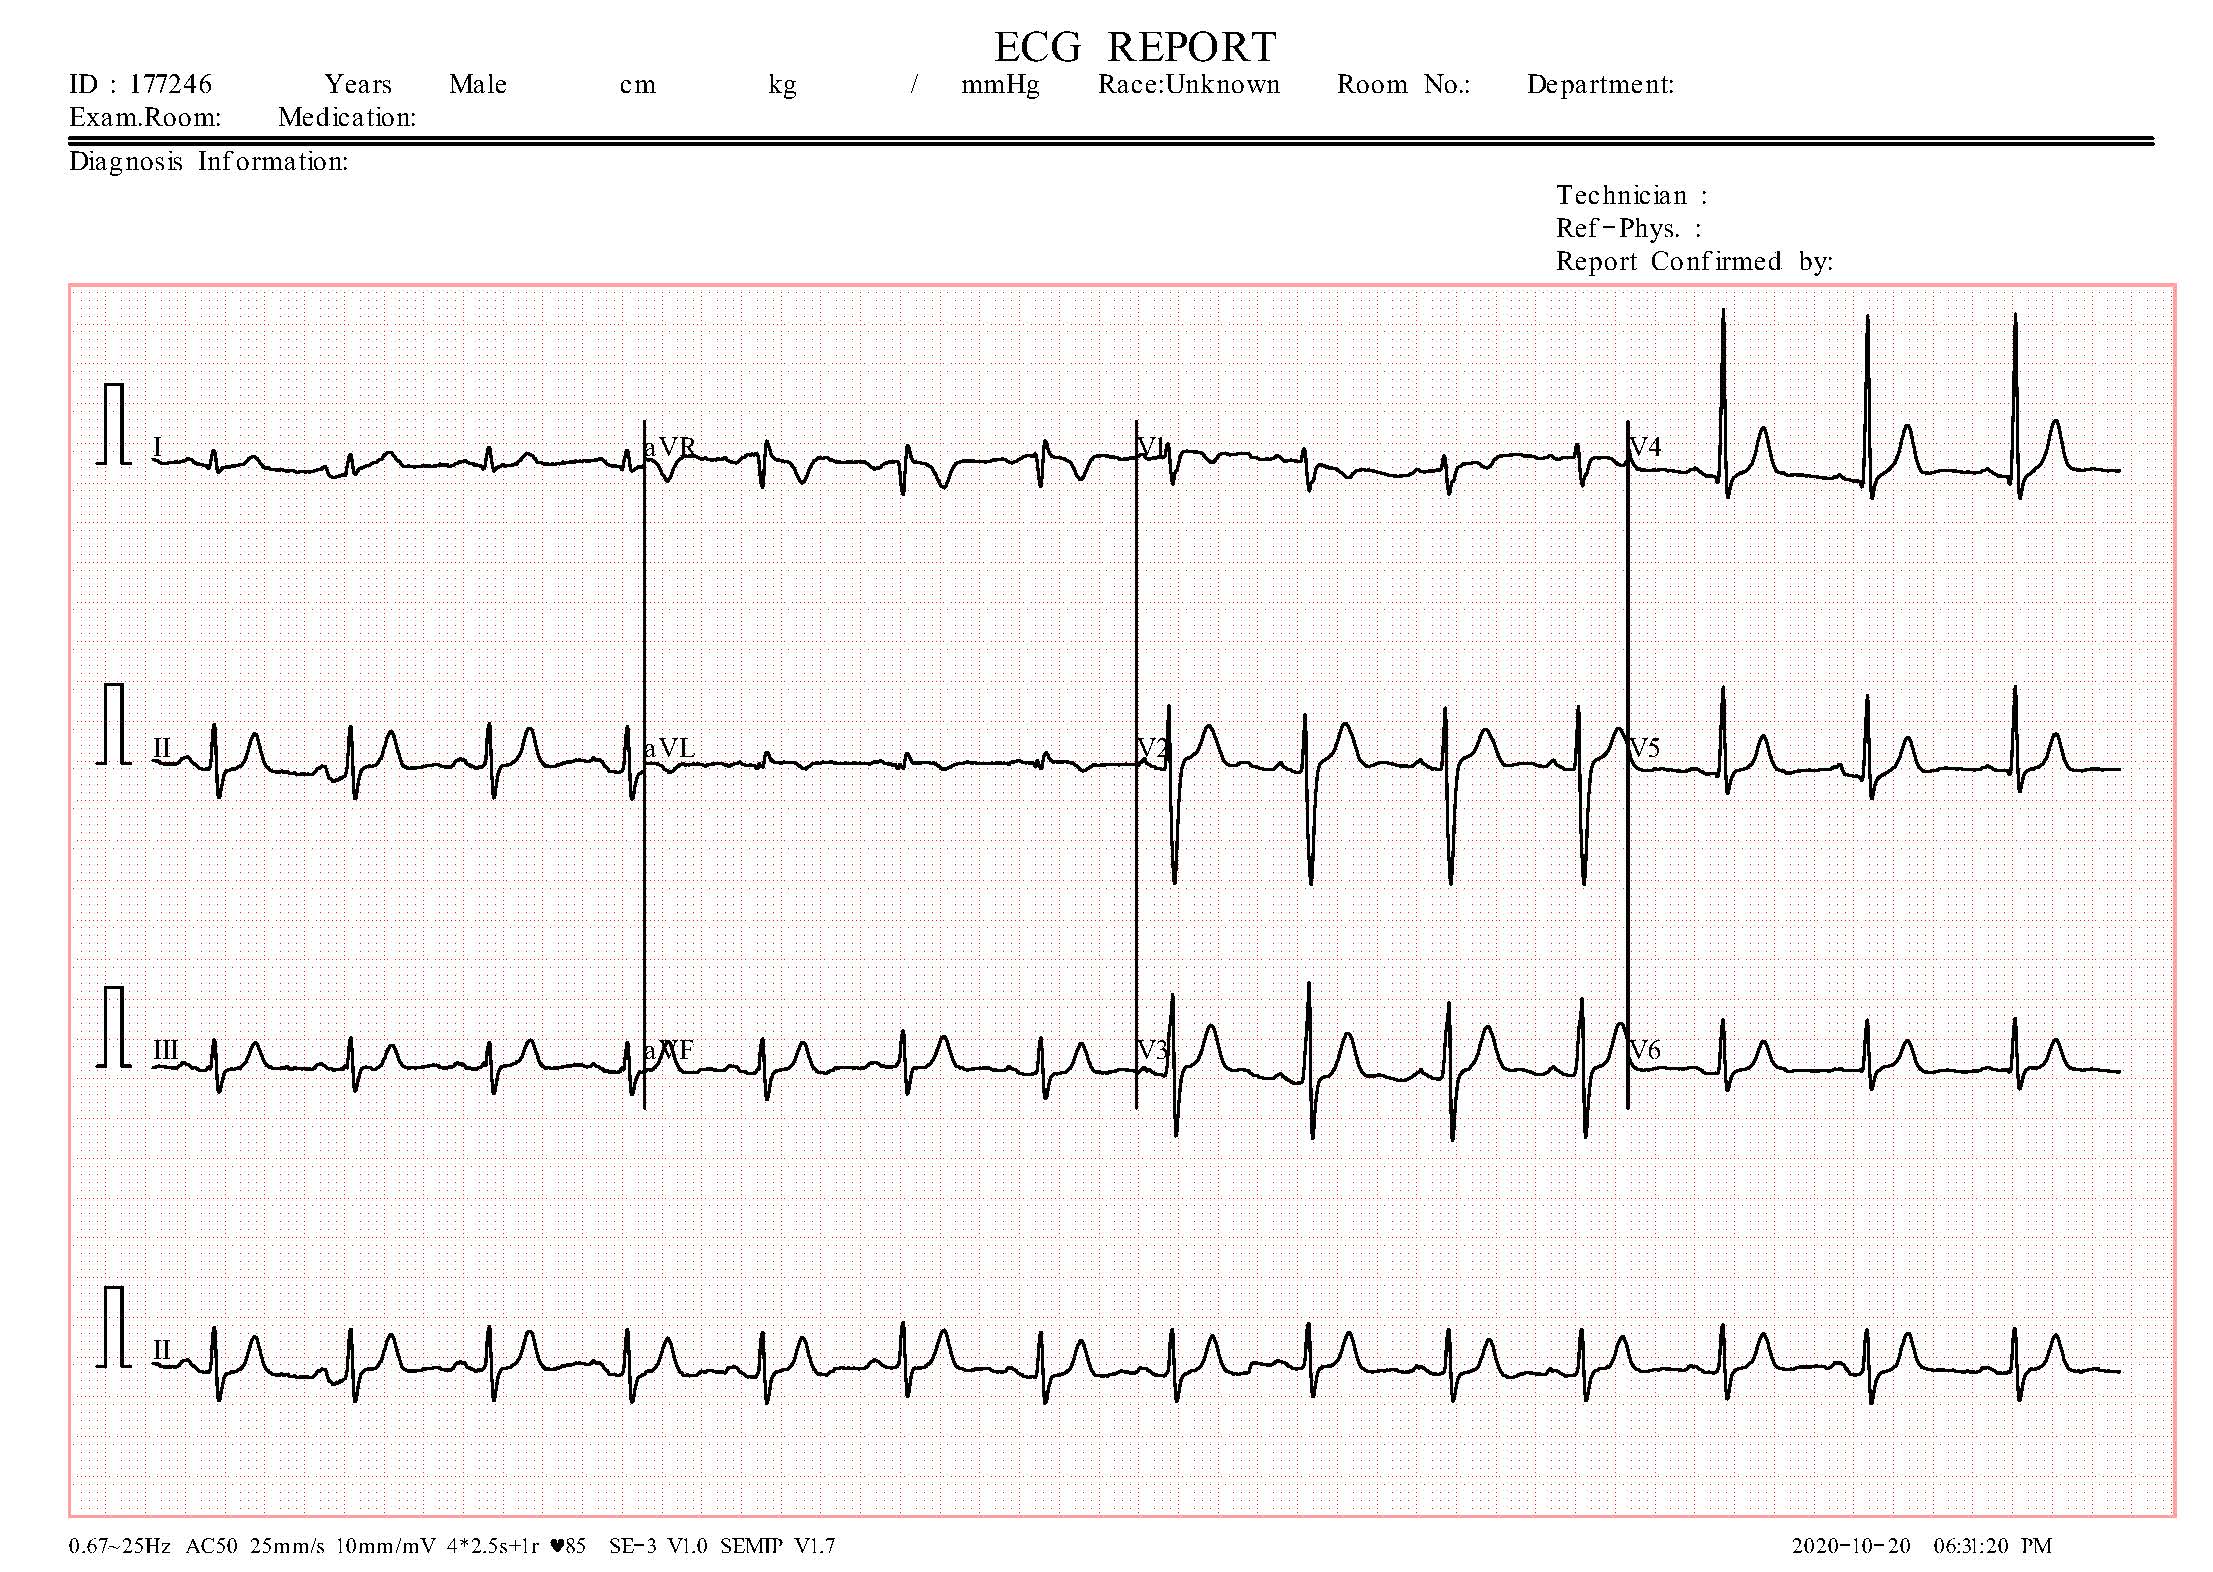 ECG REPORT
ID : 177246 Years Male cm kg / mmHg Race:Unknown Room No.: Department:
Exam.Room: Medication:
Diagnosis Information:
Technician :
Ref-Phys. :
Report Confirmed by:
I aVR V1 V4
II aVL V2 V5
III aVF V3 V6
II
0.67~25Hz AC50 25mm/s 10mm/mV 4*2.5s+1r ♥85 SE-3 V1.0 SEMIP V1.7
2020-10-20 06:31:20 PM